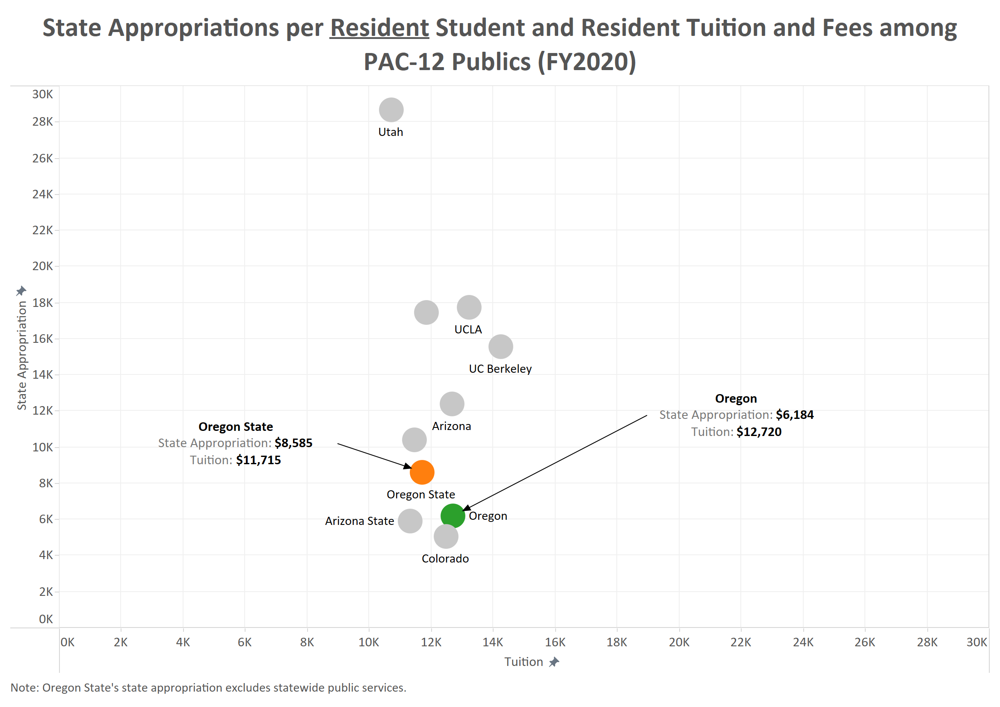 State Appropriations per Resident Student and Resident Tuition and Fees among
PAC-12 Publics (FY2020)
30K
28K
26K
24K
22K
20K
18K
16K
14K
12K
10K
8K
6K
4K
2K
0K
State Appropriation
Utah
UCLA
UC Berkeley
Arizona
Oregon
State Appropriation: $6,184
Tuition: $12,720
Oregon State
State Appropriation: $8,585
Tuition: $11,715
Oregon State
Arizona State
Oregon
Colorado
0K
2K
4K
6K
8K
10K
12K
14K
16K
18K
20K
22K
24K
26K
28K
30K
Tuition
Note: Oregon State's state appropriation excludes statewide public services.